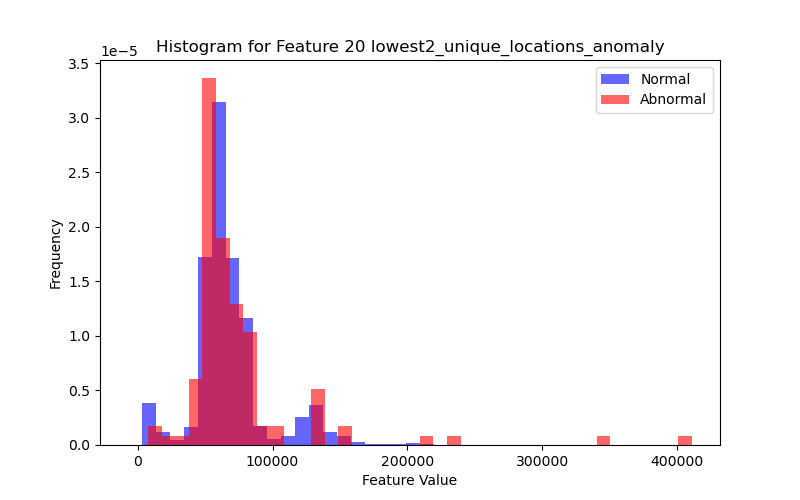 Histogram for Feature 20 lowest2_unique_locations_anomaly
1e−5
3.5
3.0
2.5
2.0
1.5
1.0
0.5
0.0
Frequency
Normal
Abnormal
0 100000 200000 300000 400000
Feature Value